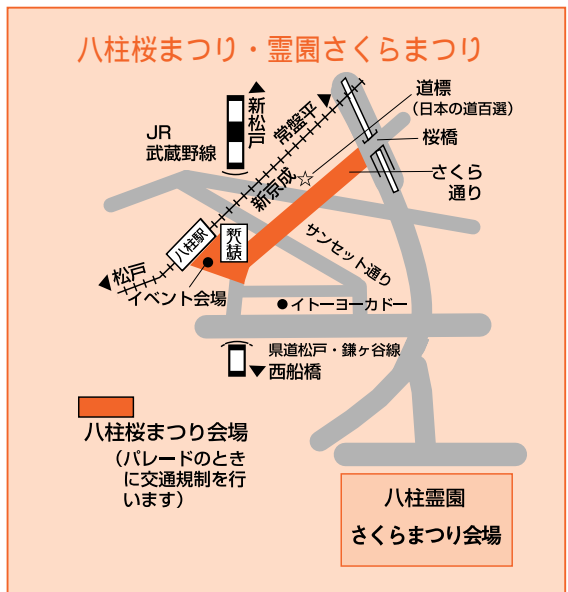 八柱桜まつり・霊園さくらまつり
新松戸
常盤平
道標
（日本の道百選）
JR
武蔵野線
桜橋
新京成
さくら
通り
八柱駅
新八柱駅
サンセット通り
松戸
イベント会場
イトーヨーカドー
県道松戸・鎌ヶ谷線
西船橋
八柱桜まつり会場
（パレードのとき
に交通規制を行
います）
八柱霊園
さくらまつり会場